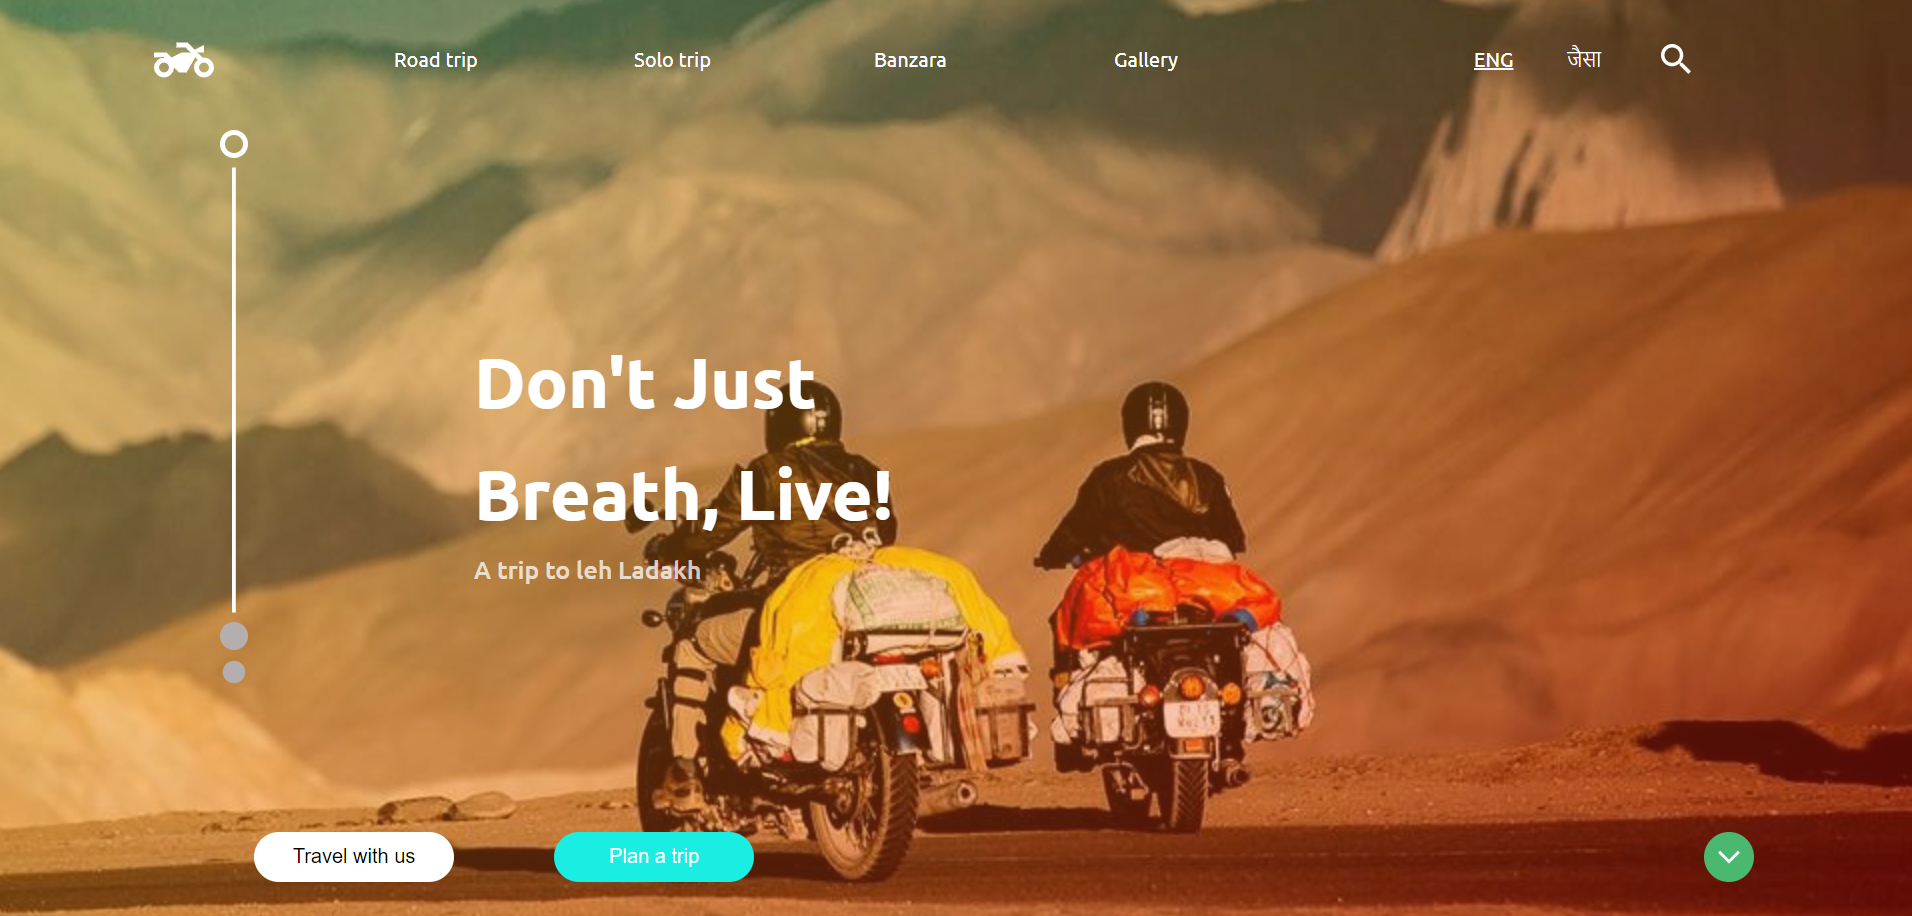 Road trip
Solo trip
Banzara
Gallery
ENG
जैसा
Don't Just
Breath, Live!
A trip to leh Ladakh
Travel with us
Plan a trip